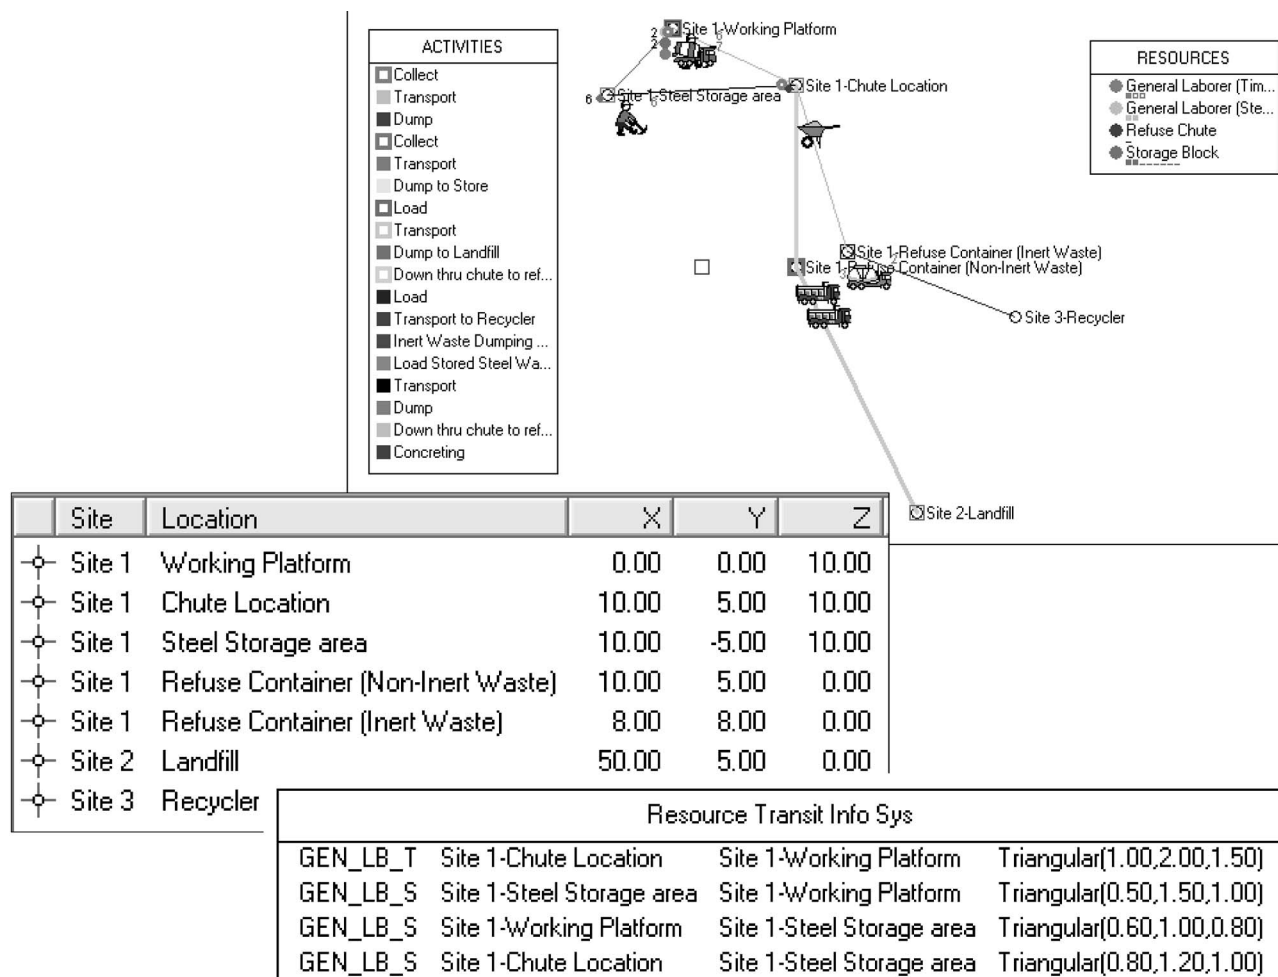 ACTIVITIES
Collect
Transport
Dump
Collect
Transport
Dump to Store
Load
Transport
Dump to Landfill
Down thru chute to ref...
Load
Transport to Recycler
Inert Waste Dumping ...
Load Stored Steel Wa...
Transport
Dump
Down thru chute to ref...
Concreting
2 Site 1-Working Platform
6
2
7
Site 1-Chute Location
6 Site 1-Steel Storage area
6
Site 1-Refuse Container (Inert Waste)
2
Site 1-Refuse Container (Non-Inert Waste)
3
Site 3-Recycler
Site 2-Landfill
RESOURCES
General Laborer (Tim...
General Laborer (Ste...
Refuse Chute
Storage Block
Site Location X Y Z
Site 1 Working Platform 0.00 0.00 10.00
Site 1 Chute Location 10.00 5.00 10.00
Site 1 Steel Storage area 10.00 -5.00 10.00
Site 1 Refuse Container (Non-Inert Waste) 10.00 5.00 0.00
Site 1 Refuse Container (Inert Waste) 8.00 8.00 0.00
Site 2 Landfill 50.00 5.00 0.00
Site 3 Recycler
Resource Transit Info Sys
GEN_LB_T Site 1-Chute Location Site 1-Working Platform Triangular(1.00,2.00,1.50)
GEN_LB_S Site 1-Steel Storage area Site 1-Working Platform Triangular(0.50,1.50,1.00)
GEN_LB_S Site 1-Working Platform Site 1-Steel Storage area Triangular(0.60,1.00,0.80)
GEN_LB_S Site 1-Chute Location Site 1-Steel Storage area Triangular(0.80,1.20,1.00)